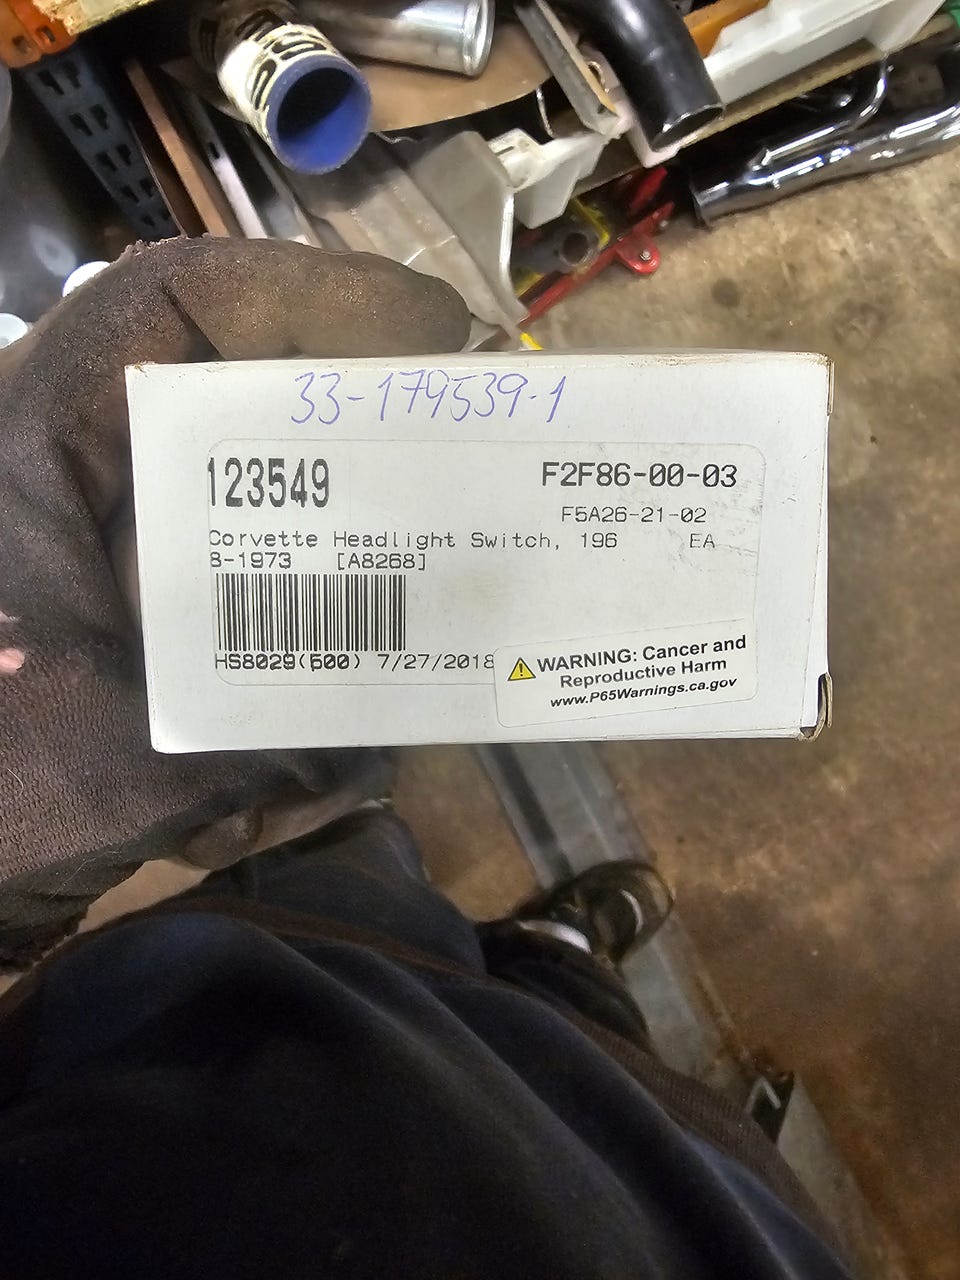 33-179539-1
123549
F2F86-00-03
F5A26-21-02
Corvette Headlight Switch, 196 EA
8-1973 [A8268]
HS8029(500) 7/27/2018
WARNING: Cancer and
Reproductive Harm
www.P65Warnings.ca.gov